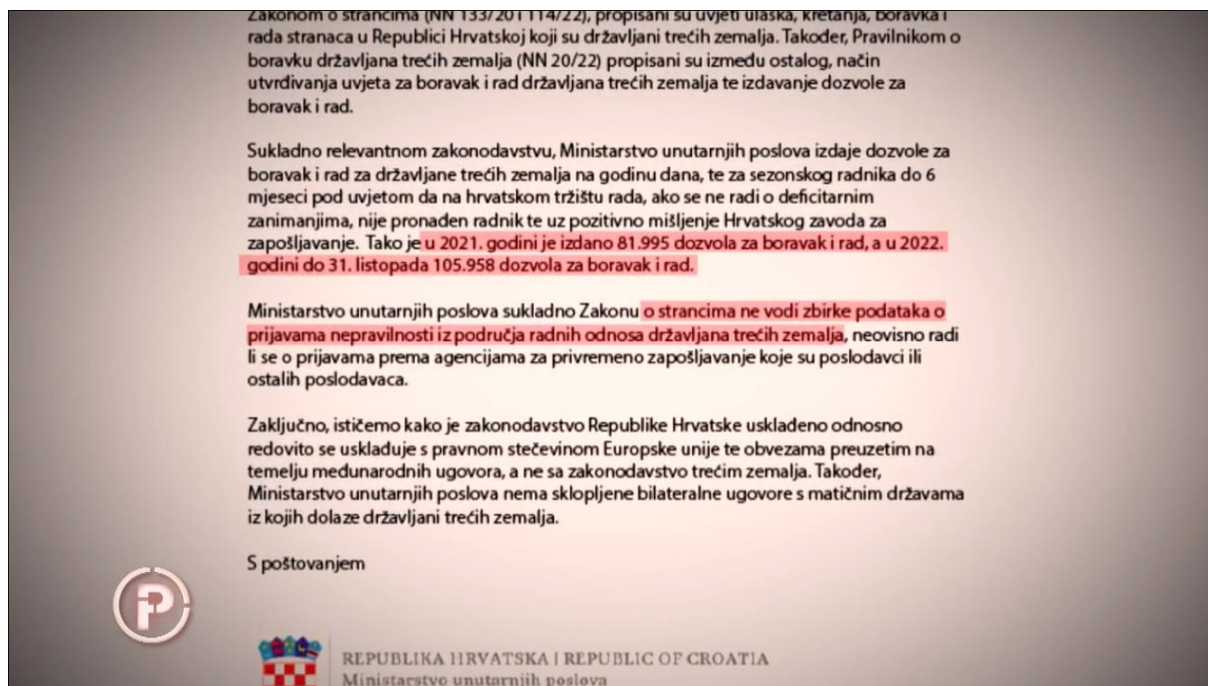 Zakonom o strancima (NN 133/20 i 114/22), propisani su uvjeti ulaska, kretanja, boravka i
rada stranaca u Republici Hrvatskoj koji su državljani trećih zemalja. Također, Pravilnikom o
boravku državljana trećih zemalja (NN 20/22) propisani su između ostalog, način
utvrđivanja uvjeta za boravak i rad državljana trećih zemalja te izdavanje dozvole za
boravak i rad.
Sukladno relevantnom zakonodavstvu, Ministarstvo unutarnjih poslova izdaje dozvole za
boravak i rad za državljane trećih zemalja na godinu dana, te za sezonskog radnika do 6
mjeseci pod uvjetom da na hrvatskom tržištu rada, ako se ne radi o deficitarnim
zanimanjima, nije pronađen radnik te uz pozitivno mišljenje Hrvatskog zavoda za
zapošljavanje. Tako je u 2021. godini je izdano 81.995 dozvola za boravak i rad, a u 2022.
godini do 31. listopada 105.958 dozvola za boravak i rad.
Ministarstvo unutarnjih poslova sukladno Zakonu o strancima ne vodi zbirke podataka o
prijavama nepravilnosti iz područja radnih odnosa državljana trećih zemalja, neovisno radi
li se o prijavama prema agencijama za privremeno zapošljavanje koje su poslodavci ili
ostalih poslodavaca.
Zaključno, ističemo kako je zakonodavstvo Republike Hrvatske usklađeno odnosno
redovito se usklađuje s pravnom stečevinom Europske unije te obvezama preuzetim na
temelju međunarodnih ugovora, a ne sa zakonodavstvo trećim zemalja. Također,
Ministarstvo unutarnjih poslova nema sklopljene bilateralne ugovore s matičnim državama
iz kojih dolaze državljani trećih zemalja.
S poštovanjem
P
REPUBLIKA HRVATSKA | REPUBLIC OF CROATIA
Ministarstvo unutarnjih poslova